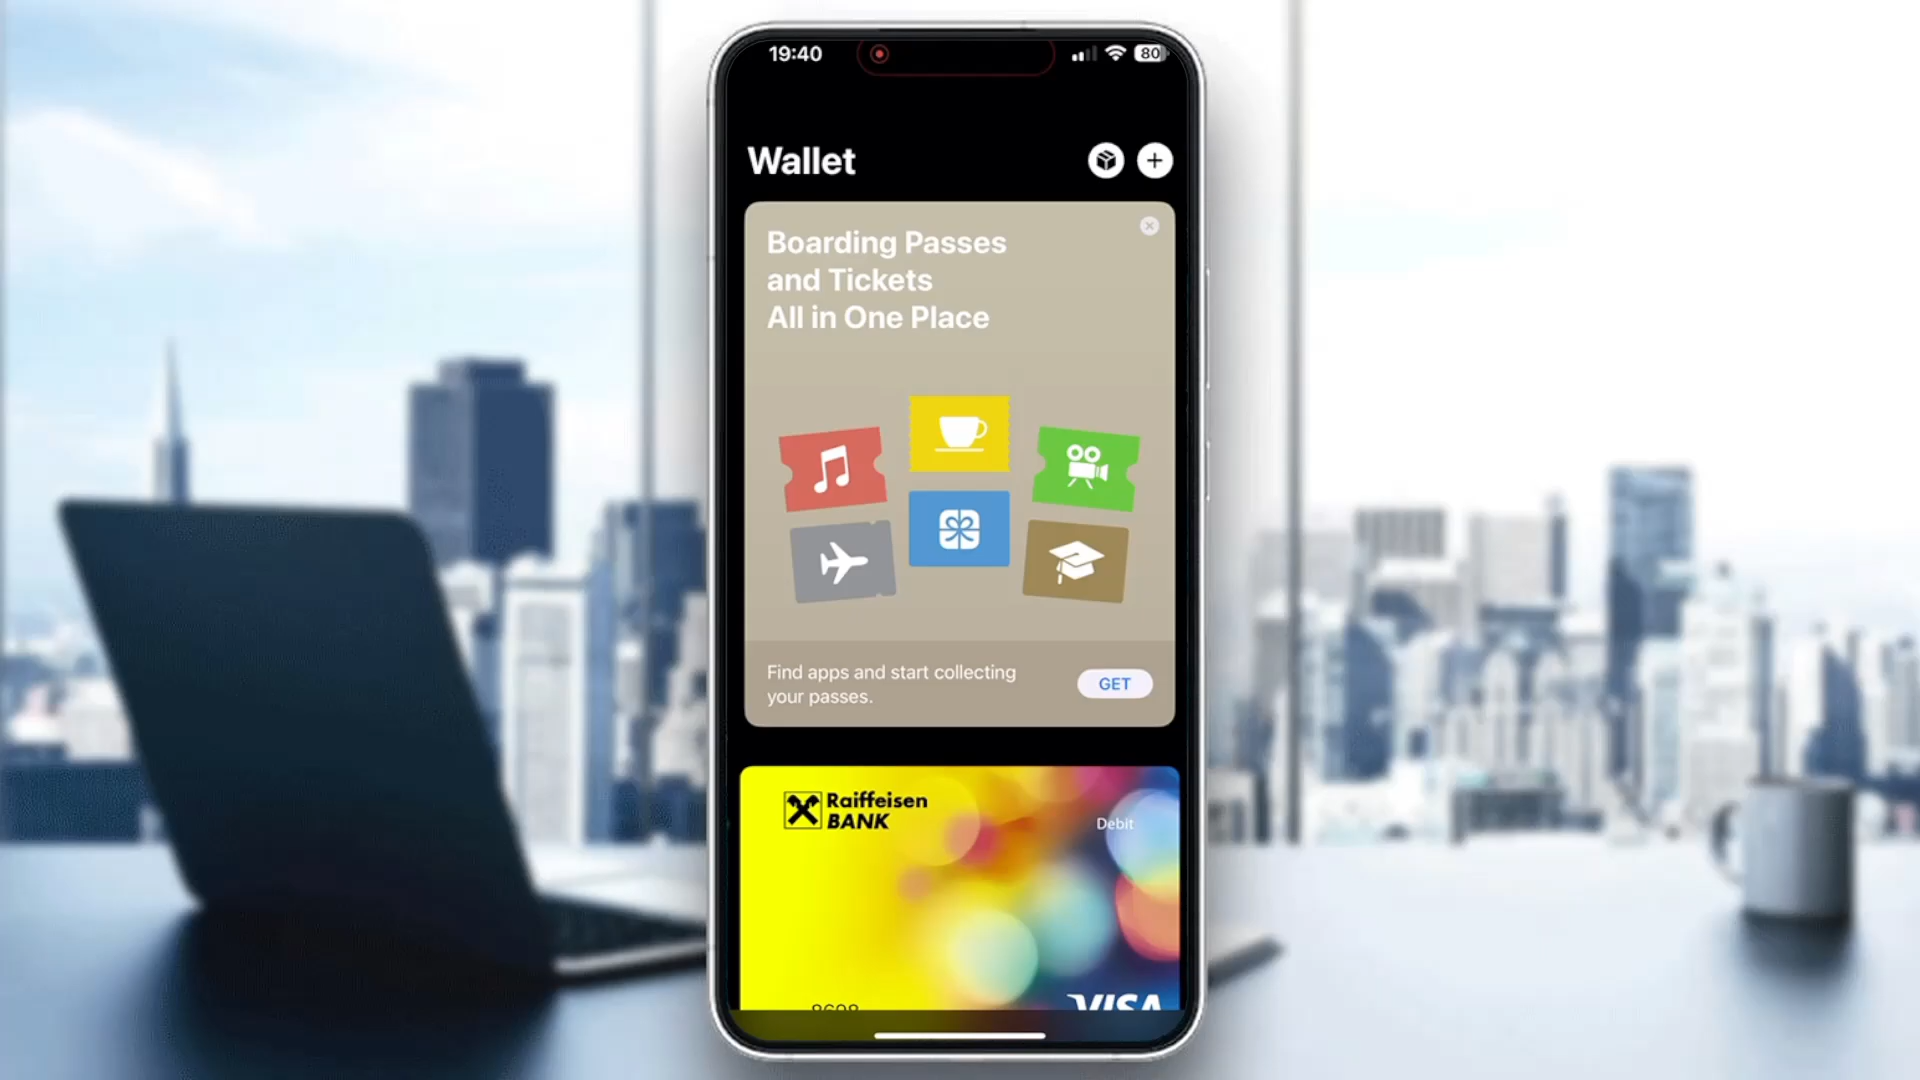 19:40
80
Wallet
Boarding Passes
and Tickets
All in One Place
Find apps and start collecting
your passes.
GET
Raiffeisen
BANK
Debit
VISA